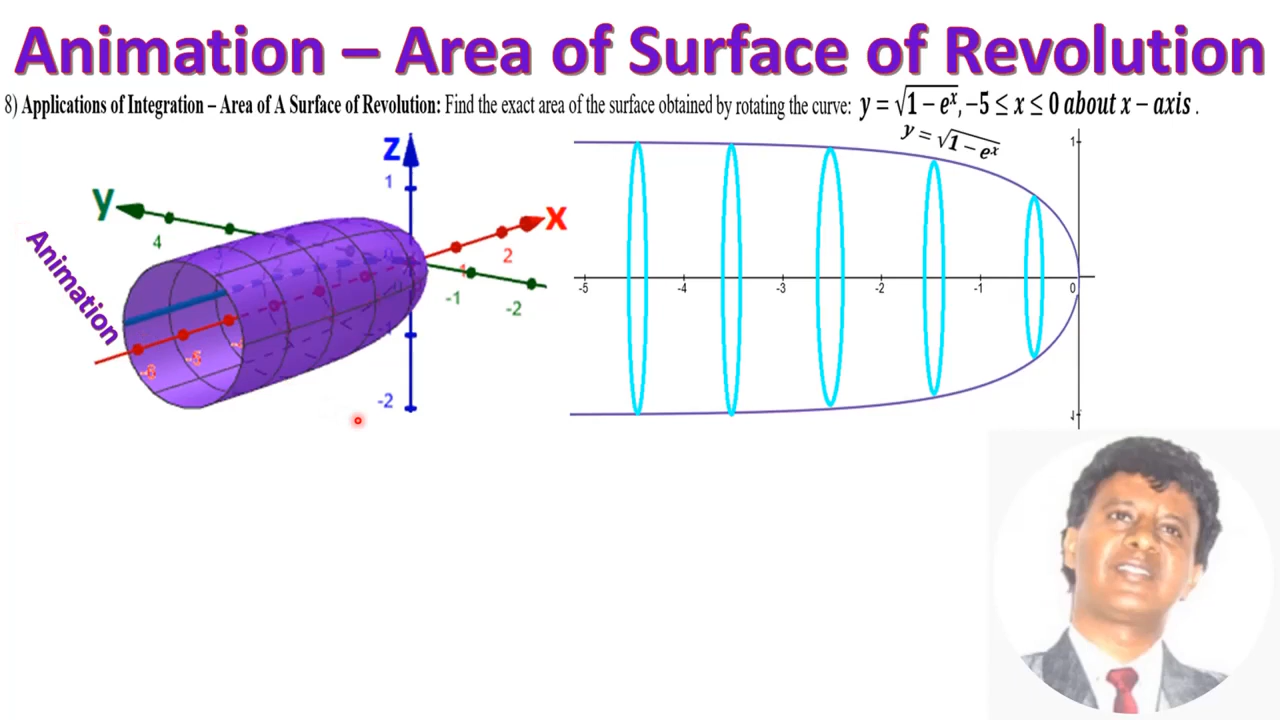 Animation – Area of Surface of Revolution
8) Applications of Integration – Area of A Surface of Revolution: Find the exact area of the surface obtained by rotating the curve: y = √(1 – eˣ), –5 ≤ x ≤ 0 about x – axis .
y = √(1 – eˣ)
Animation
z
y
x
1
4
2
-1
-2
-2
1
-5
-4
-3
-2
-1
0